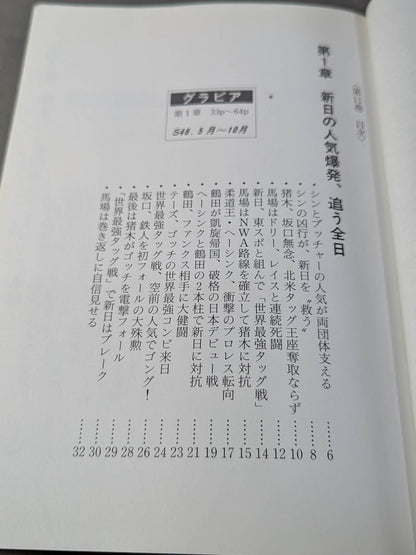 〈第11巻 目次〉
第1章 新日の人気爆発、追う全日
グラビア
第1章 33p～64p
S48.5月～10月
シンとブッチャーの人気が両団体支える……6
シンの凶行が、新日を〝救う〟……8
猪木、坂口無念、北米タッグ王座奪取ならず……10
馬場はドリー、レイスと連続死闘……12
新日、東スポと組んで「世界最強タッグ戦」……14
馬場はNWA路線を確立して猪木に対抗……15
柔道王・ヘーシンク、衝撃のプロレス転向……17
鶴田が凱旋帰国、破格の日本デビュー戦……19
ヘーシンクと鶴田の2本柱で新日に対抗……21
鶴田、ファンクス相手に大健闘……23
テーズ、ゴッチの世界最強コンビ来日……24
世界最強タッグ戦、空前の人気でゴング！……26
坂口、鉄人を初フォールの大殊勲……28
最後は猪木がゴッチを電撃フォール……29
「世界最強タッグ戦」で新日はブレーク……30
馬場は巻き返しに自信見せる……32